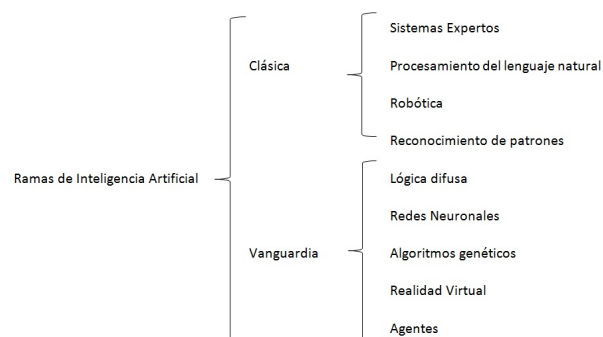 Ramas de Inteligencia Artificial
Clásica
Sistemas Expertos
Procesamiento del lenguaje natural
Robótica
Reconocimiento de patrones
Vanguardia
Lógica difusa
Redes Neuronales
Algoritmos genéticos
Realidad Virtual
Agentes